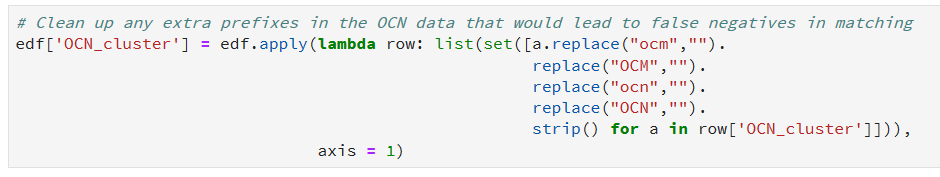 # Clean up any extra prefixes in the OCN data that would lead to false negatives in matching
edf['OCN_cluster'] = edf.apply(lambda row: list(set([a.replace("ocm","").
replace("OCM","").
replace("ocn","").
replace("OCN","").
strip() for a in row['OCN_cluster']])),
axis = 1)